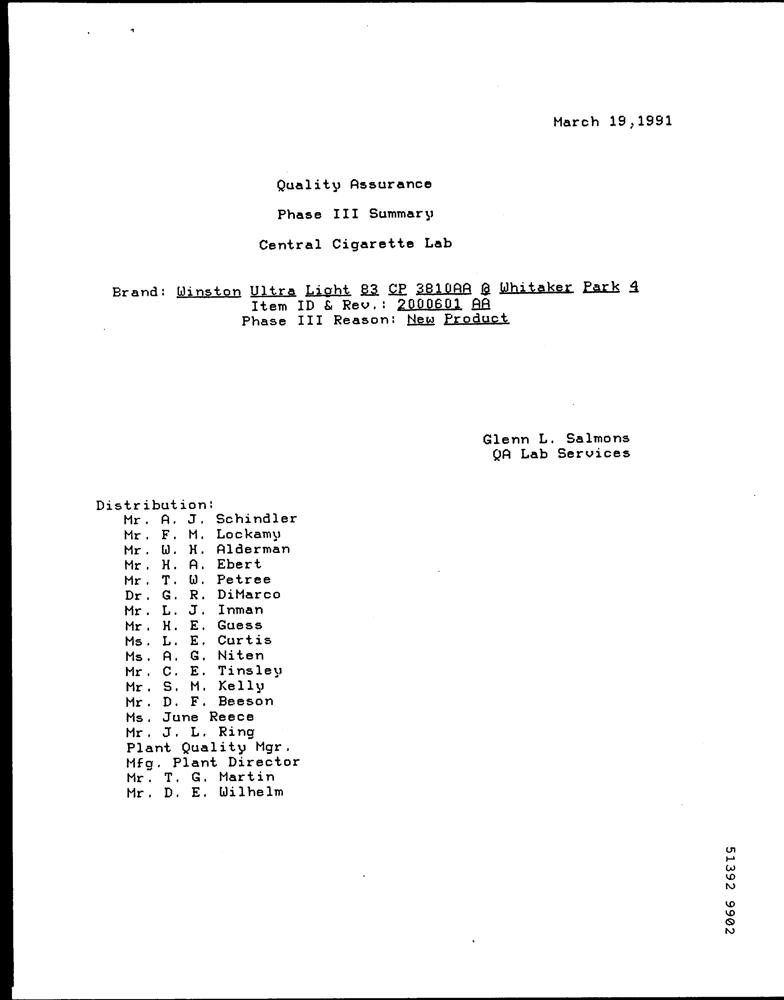 March 19,1991
Quality Assurance
Phase III Summary
Central Cigarette Lab
Brand: Winston Ultra Light 83 CP 3810AA @ Whitaker Park 4
Item ID & Rev.: 2000601 AA
Phase III Reason: New Product
Glenn L. Salmons
QA Lab Services
Distribution:
Mr. A. J. Schindler
Mr. F. M. Lockamy
Mr. W. H. Alderman
Mr. H. A. Ebert
Mr. T. W. Petree
Dr. G. R. DiMarco
Mr. L. J. Inman
Mr. H. E. Guess
Ms. L. E. Curtis
Ms. A. G. Niten
Mr. C. E. Tinsley
Mr. S. M. Kelly
Mr. D. F. Beeson
Ms. June Reece
Mr. J. L. Ring
Plant Quality Mgr.
Mfg. Plant Director
Mr. T. G. Martin
Mr. D. E. Wilhelm
51392 9902